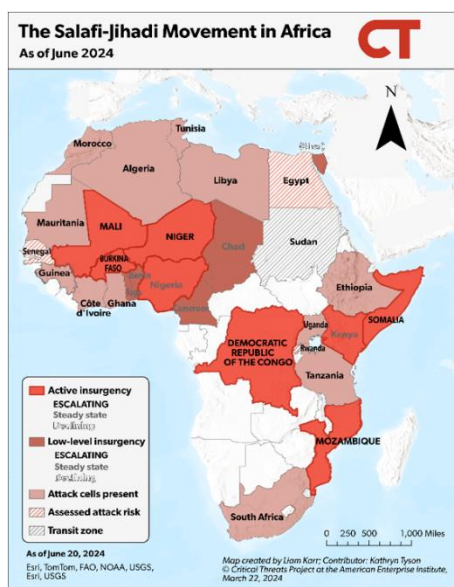 The Salafi-Jihadi Movement in Africa
As of June 2024
CT
N
Tunisia
Morocco
Algeria
Libya
Egypt
Mauritania
MALI
NIGER
Chad
Sudan
Senegal
BURKINA
FASO
Guinea
Nigeria
Côte
d'Ivoire
Ghana
Cameroon
Ethiopia
Uganda
Kenya
SOMALIA
Rwanda
DEMOCRATIC
REPUBLIC
OF THE CONGO
Tanzania
MOZAMBIQUE
South Africa
Active insurgency
ESCALATING
Steady state
Declining
Low-level insurgency
ESCALATING
Steady state
Declining
Attack cells present
Assessed attack risk
Transit zone
0 250 500 1,000 Miles
As of June 20, 2024
Esri, TomTom, FAO, NOAA, USGS,
Esri, USGS
Map created by Liam Karr; Contributor: Kathryn Tyson
© Critical Threats Project at the American Enterprise Institute,
March 22, 2024